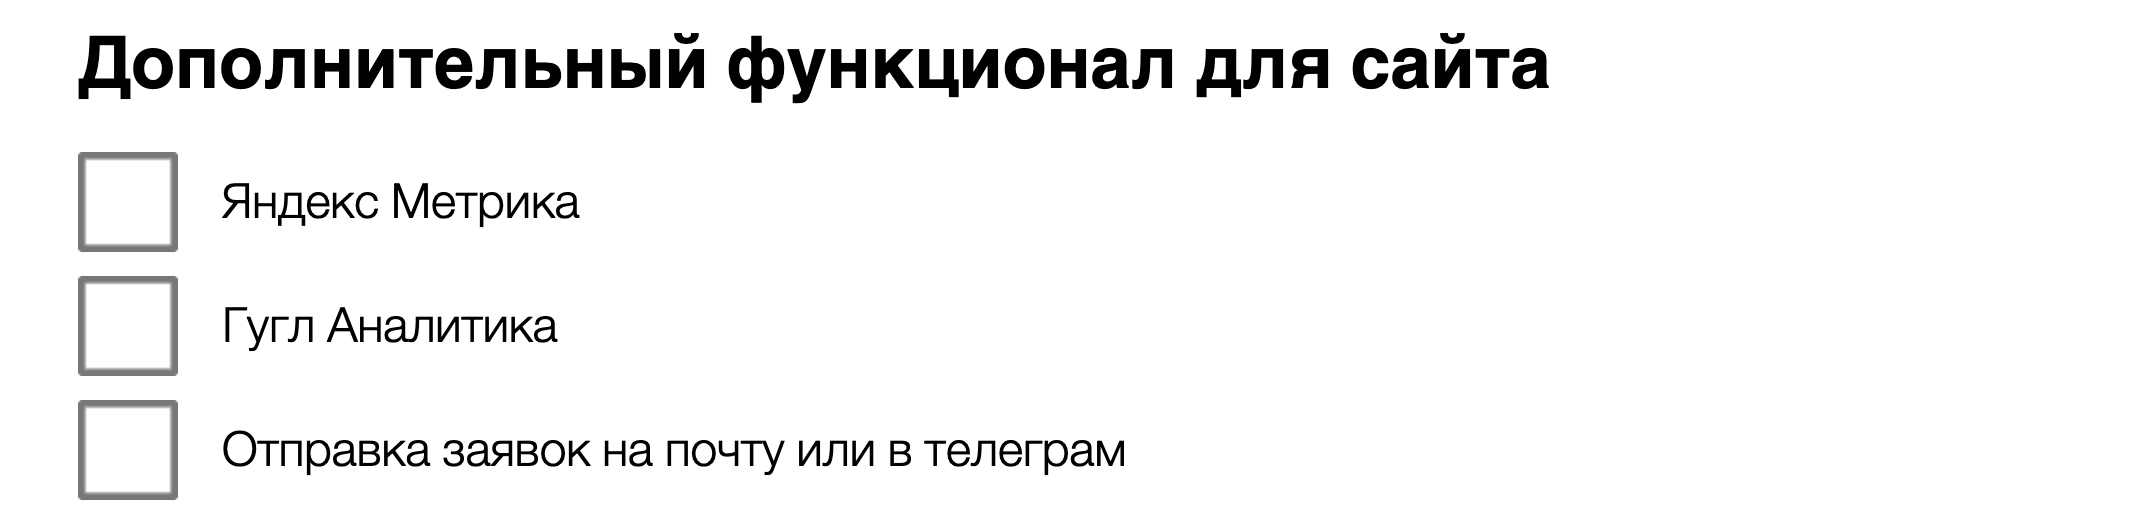 Дополнительный функционал для сайта
Яндекс Метрика
Гугл Аналитика
Отправка заявок на почту или в телеграм